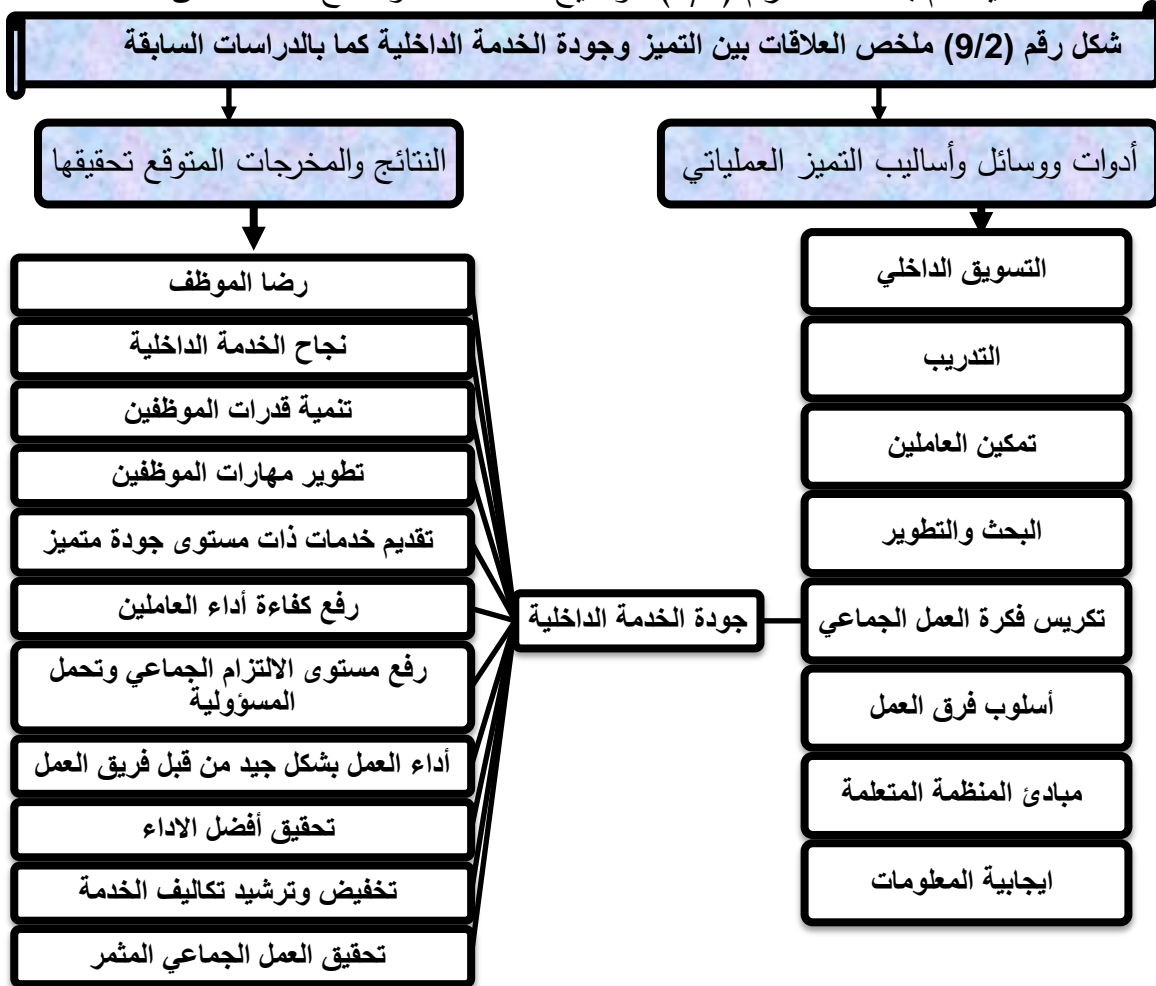 شكل رقم (9/2) ملخص العلاقات بين التميز وجودة الخدمة الداخلية كما بالدراسات السابقة
أدوات ووسائل وأساليب التميز العملياتي
النتائج والمخرجات المتوقع تحقيقها
التسويق الداخلي
التدريب
تمكين العاملين
البحث والتطوير
تكريس فكرة العمل الجماعي
أسلوب فرق العمل
مبادئ المنظمة المتعلمة
ايجابية المعلومات
جودة الخدمة الداخلية
رضا الموظف
نجاح الخدمة الداخلية
تنمية قدرات الموظفين
تطوير مهارات الموظفين
تقديم خدمات ذات مستوى جودة متميز
رفع كفاءة أداء العاملين
رفع مستوى الالتزام الجماعي وتحمل
المسؤولية
أداء العمل بشكل جيد من قبل فريق العمل
تحقيق أفضل الاداء
تخفيض وترشيد تكاليف الخدمة
تحقيق العمل الجماعي المثمر